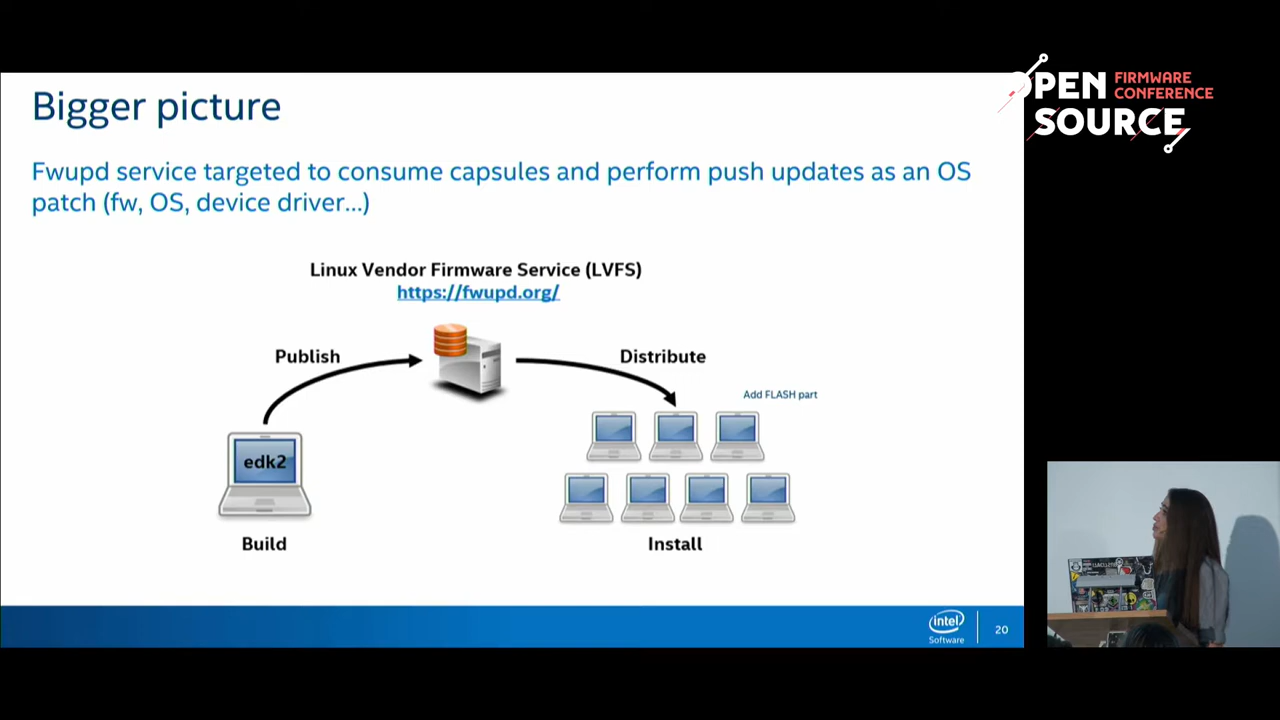 Bigger picture
Fwupd service targeted to consume capsules and perform push updates as an OS
patch (fw, OS, device driver...)
Linux Vendor Firmware Service (LVFS)
https://fwupd.org/
Publish
Distribute
Add FLASH part
edk2
Build
Install
intel
Software
20
OPEN
FIRMWARE
CONFERENCE
SOURCE